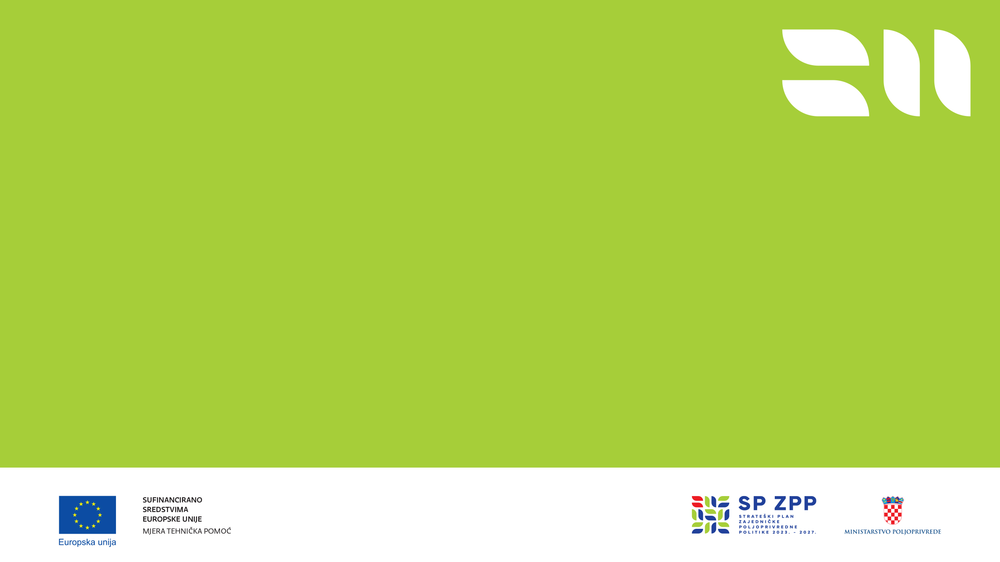 Europska unija
SUFINANCIRANO
SREDSTVIMA
EUROPSKE UNIJE
MJERA TEHNIČKA POMOĆ
SP ZPP
STRATEŠKI PLAN
ZAJEDNIČKE
POLJOPRIVREDNE
POLITIKE 2023. - 2027.
MINISTARSTVO POLJOPRIVREDE